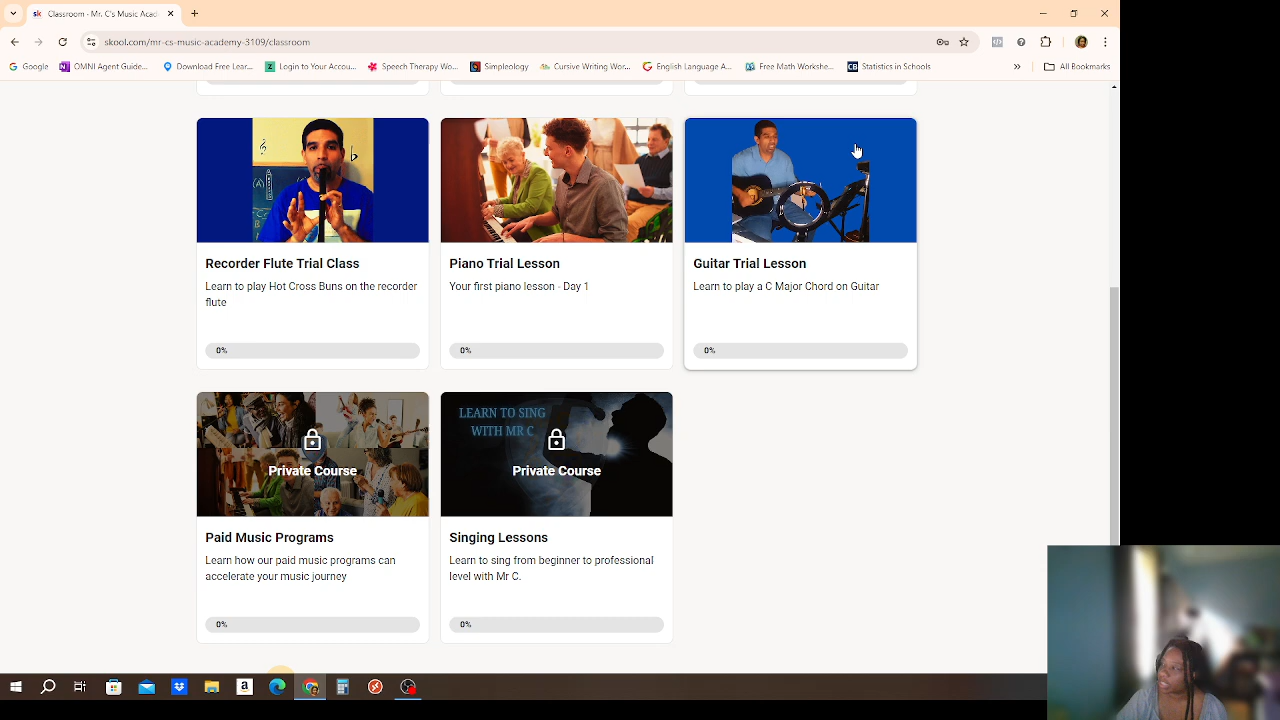 sk Classroom - Mr. C's Music Acad
skool.com/mr-cs-music-academy-3109/classroom
Google
OMNI Agent Guide...
Download Free Lear...
Login to Your Accou...
Speech Therapy Wo...
Simpleology
Cursive Writing Wor...
English Language A...
Free Math Workshe...
CB Statistics in Schools
»
All Bookmarks
Recorder Flute Trial Class
Learn to play Hot Cross Buns on the recorder
flute
0%
Piano Trial Lesson
Your first piano lesson - Day 1
0%
Guitar Trial Lesson
Learn to play a C Major Chord on Guitar
0%
Private Course
Paid Music Programs
Learn how our paid music programs can
accelerate your music journey
0%
LEARN TO SING
WITH MR C
Private Course
Singing Lessons
Learn to sing from beginner to professional
level with Mr C.
0%